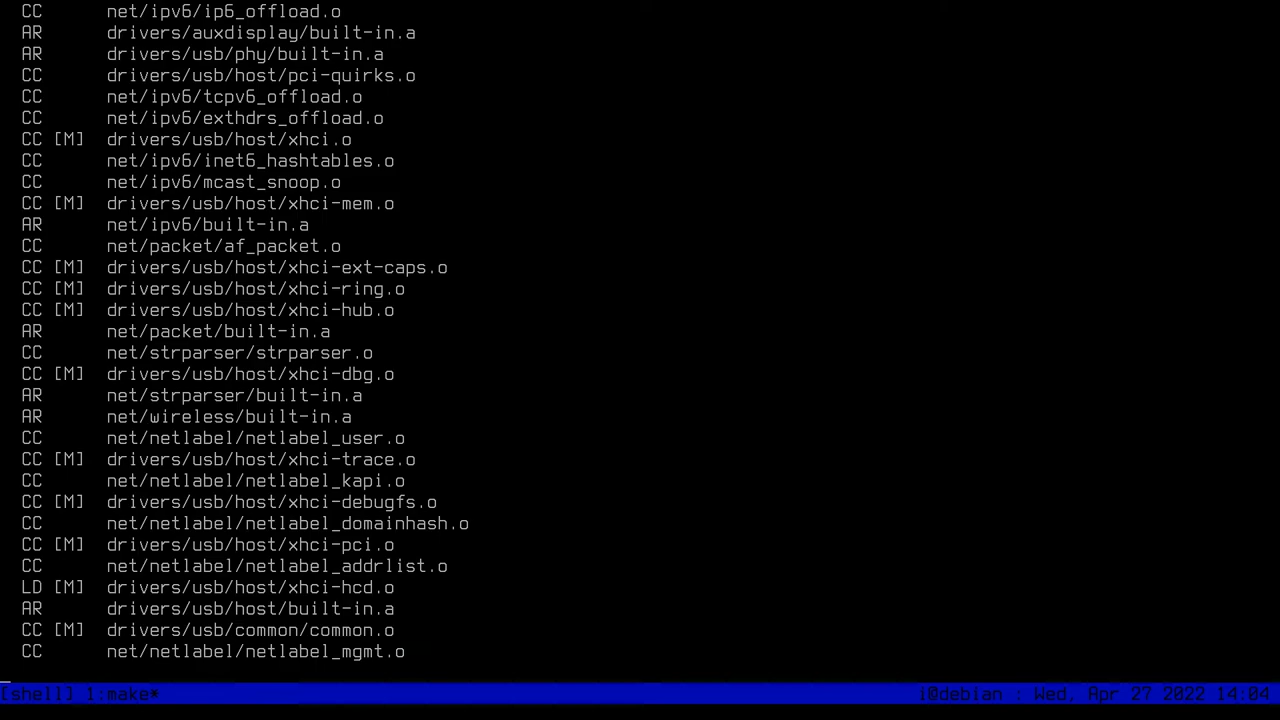 CC      net/ipv6/ip6_offload.o
AR      drivers/auxdisplay/built-in.a
AR      drivers/usb/phy/built-in.a
CC      drivers/usb/host/pci-quirks.o
CC      net/ipv6/tcpv6_offload.o
CC      net/ipv6/exthdrs_offload.o
CC [M]  drivers/usb/host/xhci.o
CC      net/ipv6/inet6_hashtables.o
CC      net/ipv6/mcast_snoop.o
CC [M]  drivers/usb/host/xhci-mem.o
AR      net/ipv6/built-in.a
CC      net/packet/af_packet.o
CC [M]  drivers/usb/host/xhci-ext-caps.o
CC [M]  drivers/usb/host/xhci-ring.o
CC [M]  drivers/usb/host/xhci-hub.o
AR      net/packet/built-in.a
CC      net/strparser/strparser.o
CC [M]  drivers/usb/host/xhci-dbg.o
AR      net/strparser/built-in.a
AR      net/wireless/built-in.a
CC      net/netlabel/netlabel_user.o
CC [M]  drivers/usb/host/xhci-trace.o
CC      net/netlabel/netlabel_kapi.o
CC [M]  drivers/usb/host/xhci-debugfs.o
CC      net/netlabel/netlabel_domainhash.o
CC [M]  drivers/usb/host/xhci-pci.o
CC      net/netlabel/netlabel_addrlist.o
LD [M]  drivers/usb/host/xhci-hcd.o
AR      drivers/usb/host/built-in.a
CC [M]  drivers/usb/common/common.o
CC      net/netlabel/netlabel_mgmt.o
[shell] 1:make* i@debian : Wed, Apr 27 2022 14:04